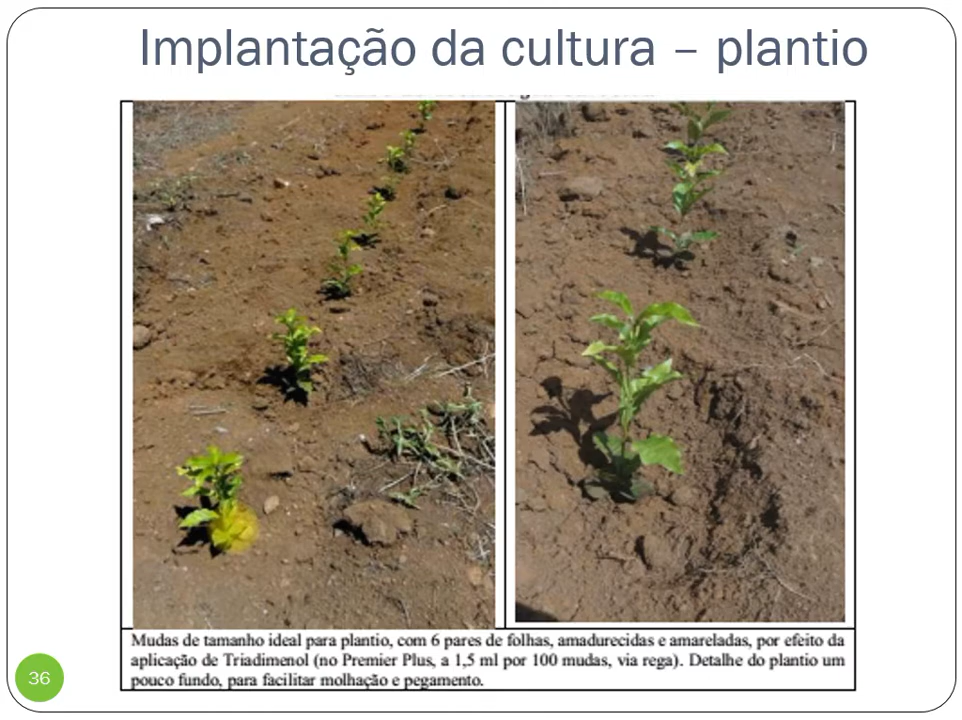 Implantação da cultura – plantio
Mudas de tamanho ideal para plantio, com 6 pares de folhas, amadurecidas e amareladas, por efeito da
aplicação de Triadimenol (no Premier Plus, a 1,5 ml por 100 mudas, via rega). Detalhe do plantio um
pouco fundo, para facilitar molhação e pegamento.
36